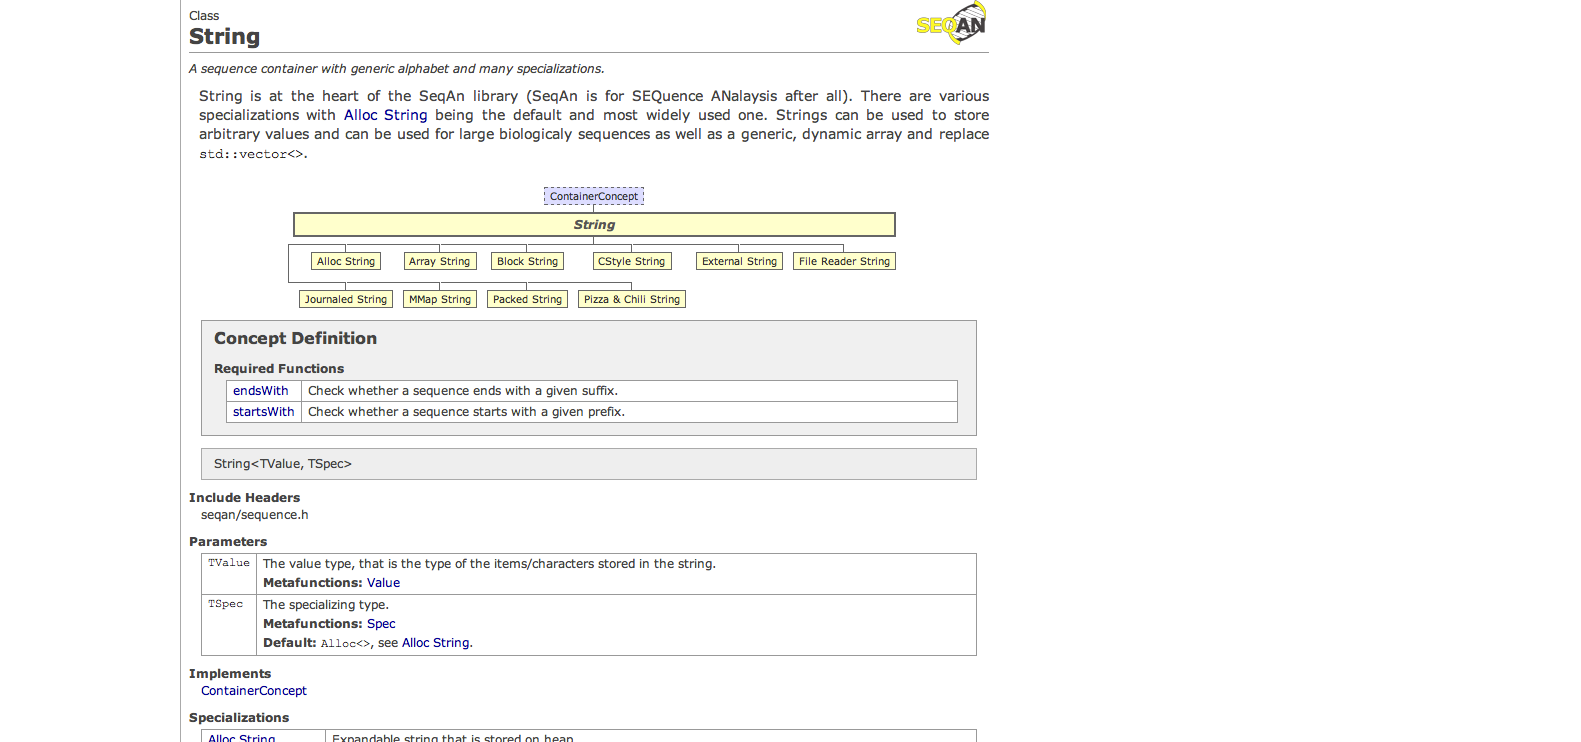 Class
String
SEQAN
A sequence container with generic alphabet and many specializations.
String is at the heart of the SeqAn library (SeqAn is for SEQuence ANalaysis after all). There are various
specializations with Alloc String being the default and most widely used one. Strings can be used to store
arbitrary values and can be used for large biologicaly sequences as well as a generic, dynamic array and replace
std::vector<>.
ContainerConcept
String
Alloc String Array String Block String CStyle String External String File Reader String
Journaled String MMap String Packed String Pizza & Chili String
Concept Definition
Required Functions
endsWith Check whether a sequence ends with a given suffix.
startsWith Check whether a sequence starts with a given prefix.
String<TValue, TSpec>
Include Headers
seqan/sequence.h
Parameters
TValue The value type, that is the type of the items/characters stored in the string.
Metafunctions: Value
TSpec The specializing type.
Metafunctions: Spec
Default: Alloc<>, see Alloc String.
Implements
ContainerConcept
Specializations
Alloc String Expandable string that is stored on heap.